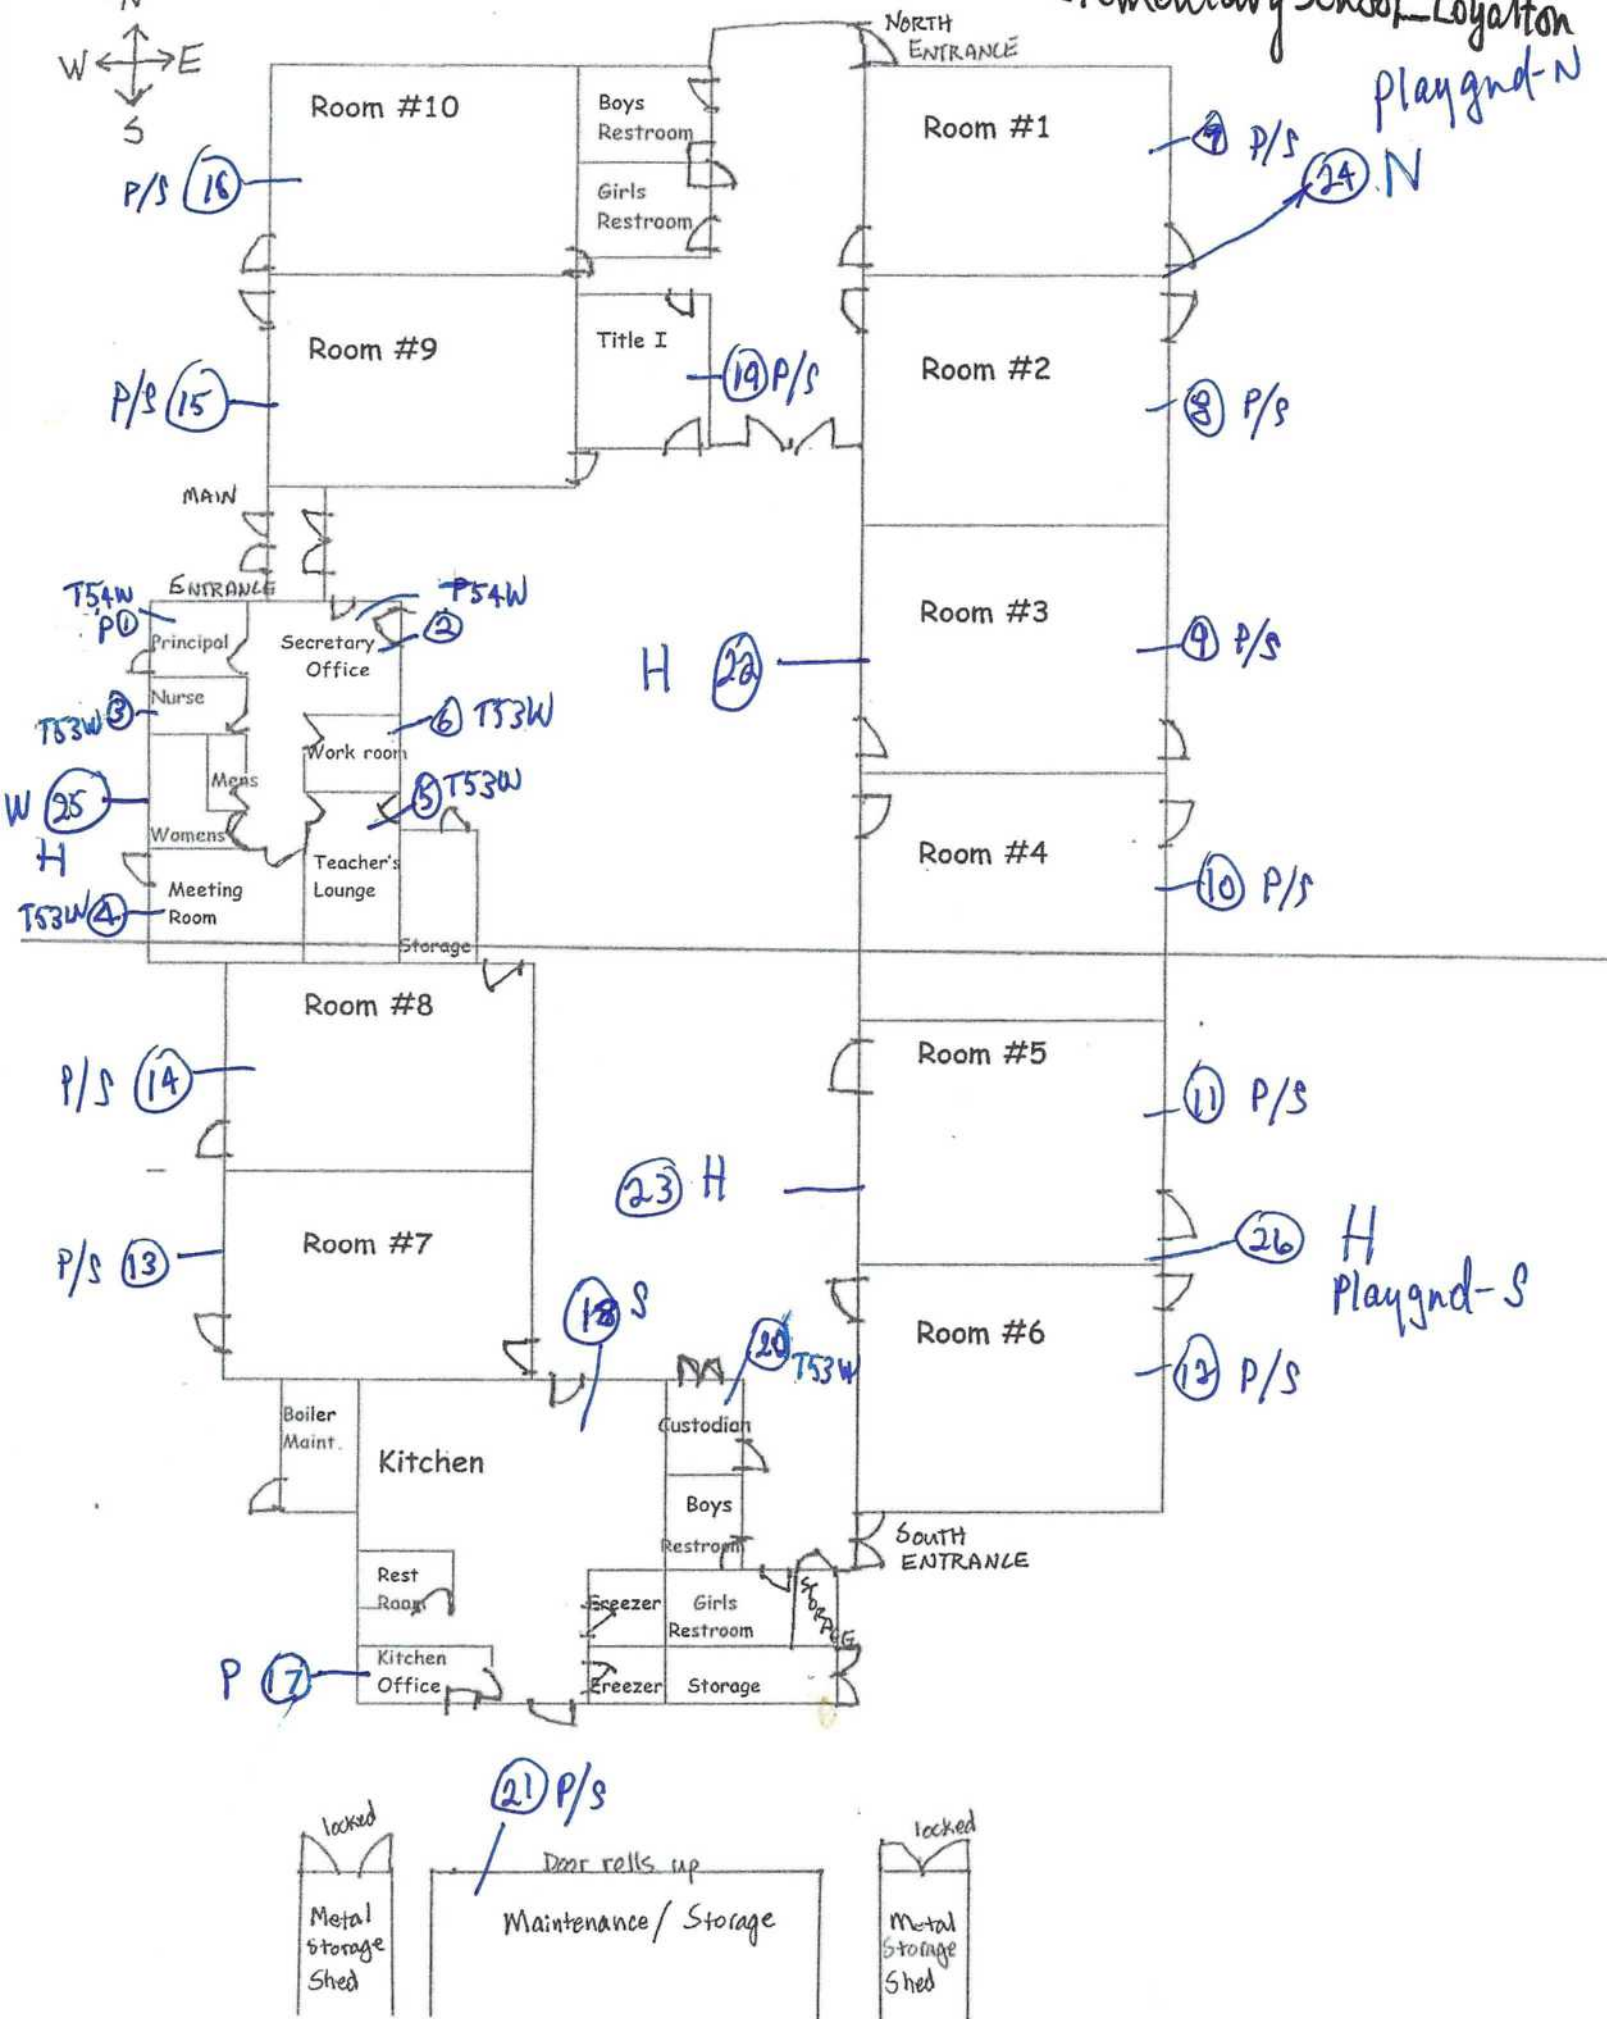 N
W E
S
School - Loyalton
NORTH
ENTRANCE
Playgnd-N
Room #10
Boys
Restroom
Room #1
P/S
24 N
P/S 16
Girls
Restroom
Room #9
Title I
19 P/S
Room #2
P/S 15
8 P/S
MAIN
ENTRANCE
T54W
P 1
T54W
2
Principal
Secretary
Office
Room #3
H 22
9 P/S
Nurse
T53W 3
6 T53W
Work room
Mens
5 T53W
W 25
H
Womens
Room #4
Teacher's
Lounge
Meeting
Room
T53W 4
10 P/S
Storage
Room #8
Room #5
P/S 14
11 P/S
23 H
Room #7
P/S 13
26 H
Playgnd-S
18 S
20
T53W
Room #6
12 P/S
Boiler
Maint.
Custodian
Kitchen
Boys
Restroom
SOUTH
ENTRANCE
Rest
Room
Freezer
Girls
Restroom
STORAGE
Kitchen
Office
P 17
Freezer
Storage
21 P/S
locked
locked
Door rolls up
Metal
Storage
Shed
Maintenance/ Storage
Metal
Storage
Shed